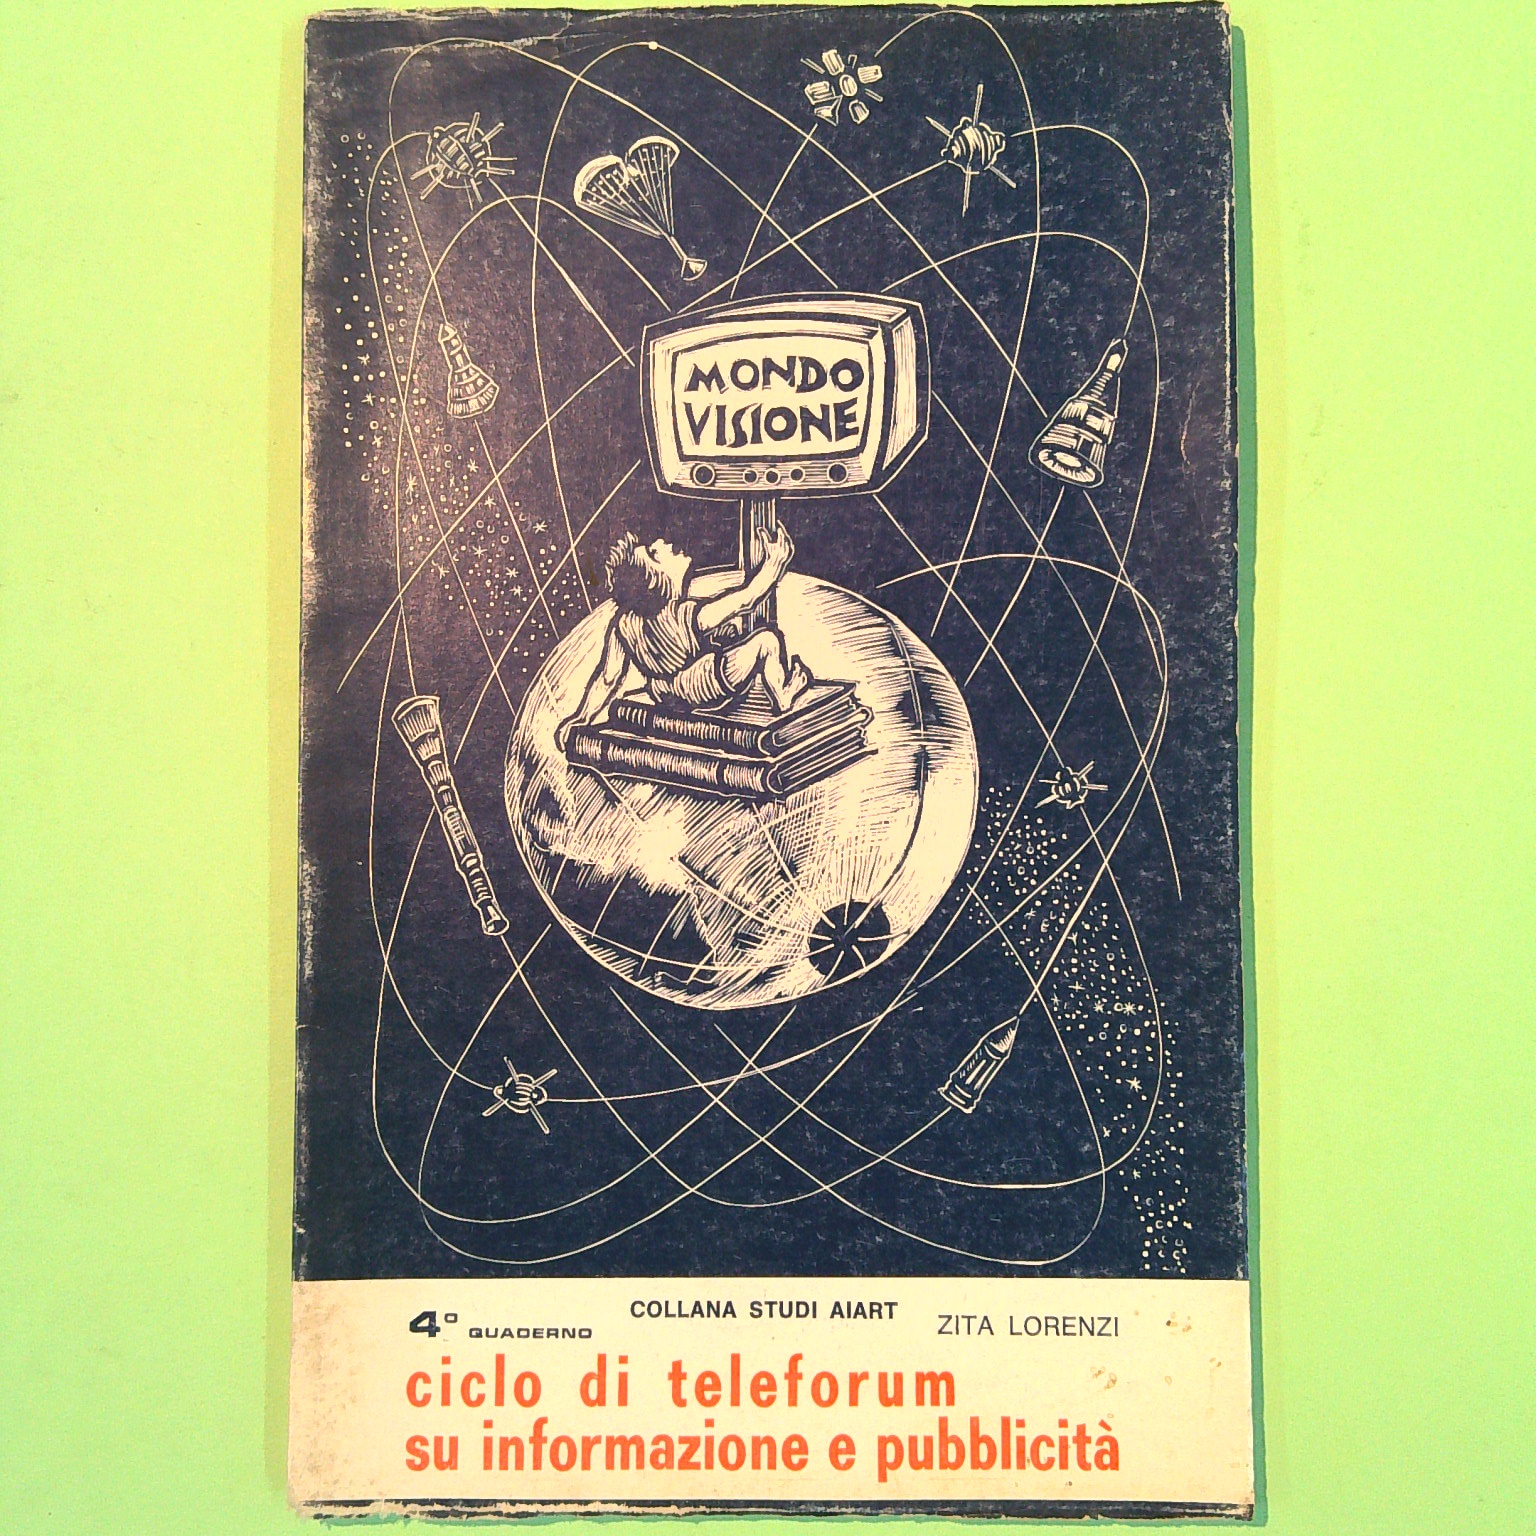 MONDO
VISIONE
4° QUADERNO
COLLANA STUDI AIART
ZITA LORENZI
ciclo di teleforum
su informazione e pubblicità